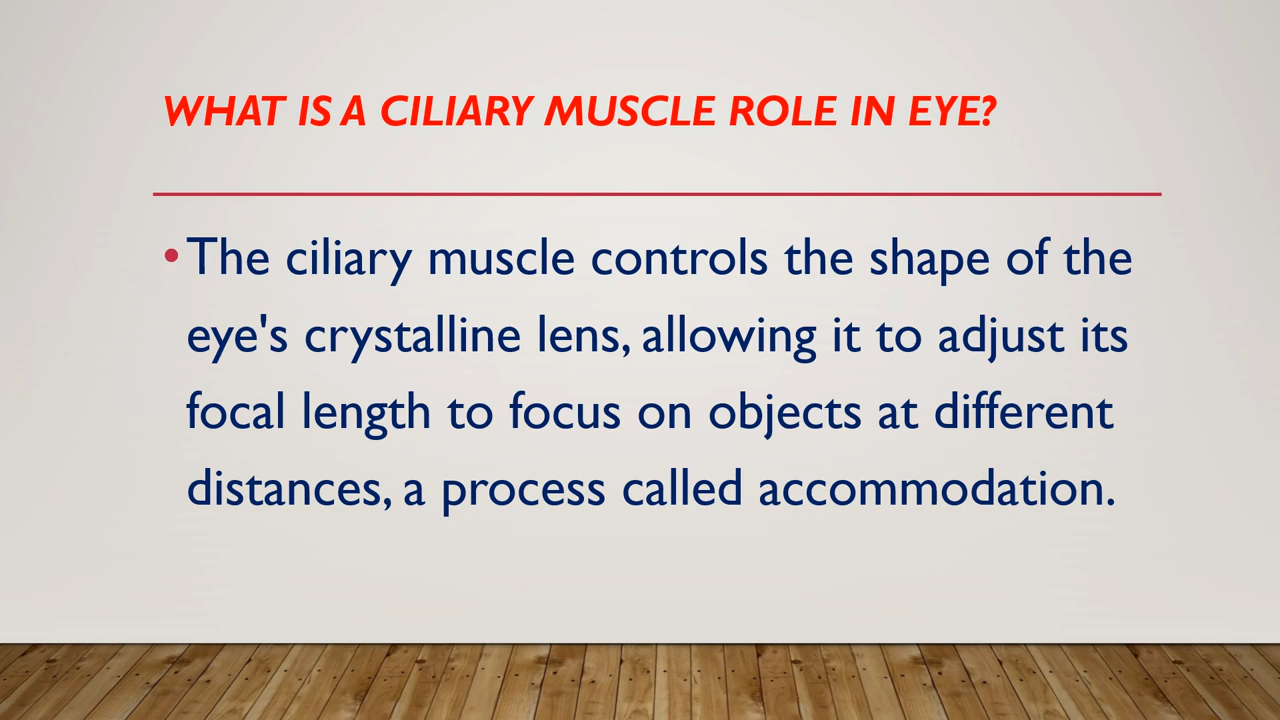 WHAT IS A CILIARY MUSCLE ROLE IN EYE?
•The ciliary muscle controls the shape of the
eye's crystalline lens, allowing it to adjust its
focal length to focus on objects at different
distances, a process called accommodation.